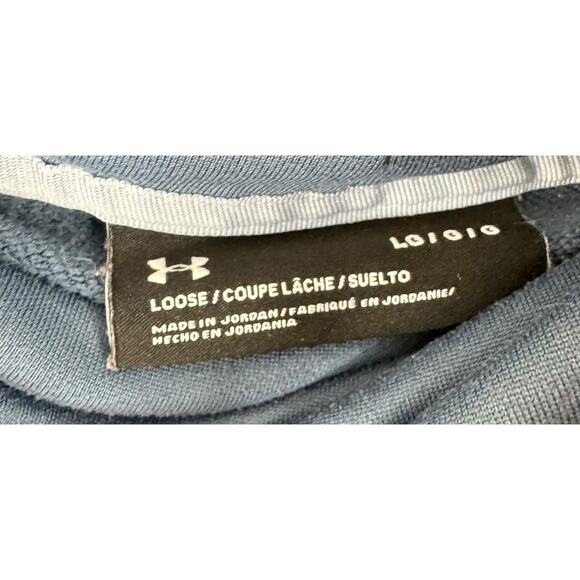 LG I G I G
LOOSE / COUPE LÂCHE / SUELTO
MADE IN JORDAN/FABRIQUÉ EN JORDANIE/
HECHO EN JORDANIA